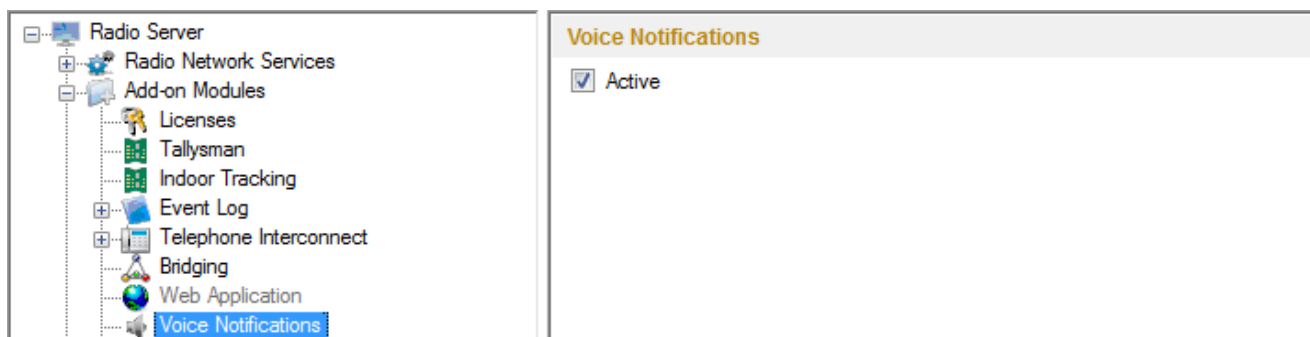 Radio Server
Radio Network Services
Add-on Modules
Licenses
Tallysman
Indoor Tracking
Event Log
Telephone Interconnect
Bridging
Web Application
Voice Notifications
Voice Notifications
Active